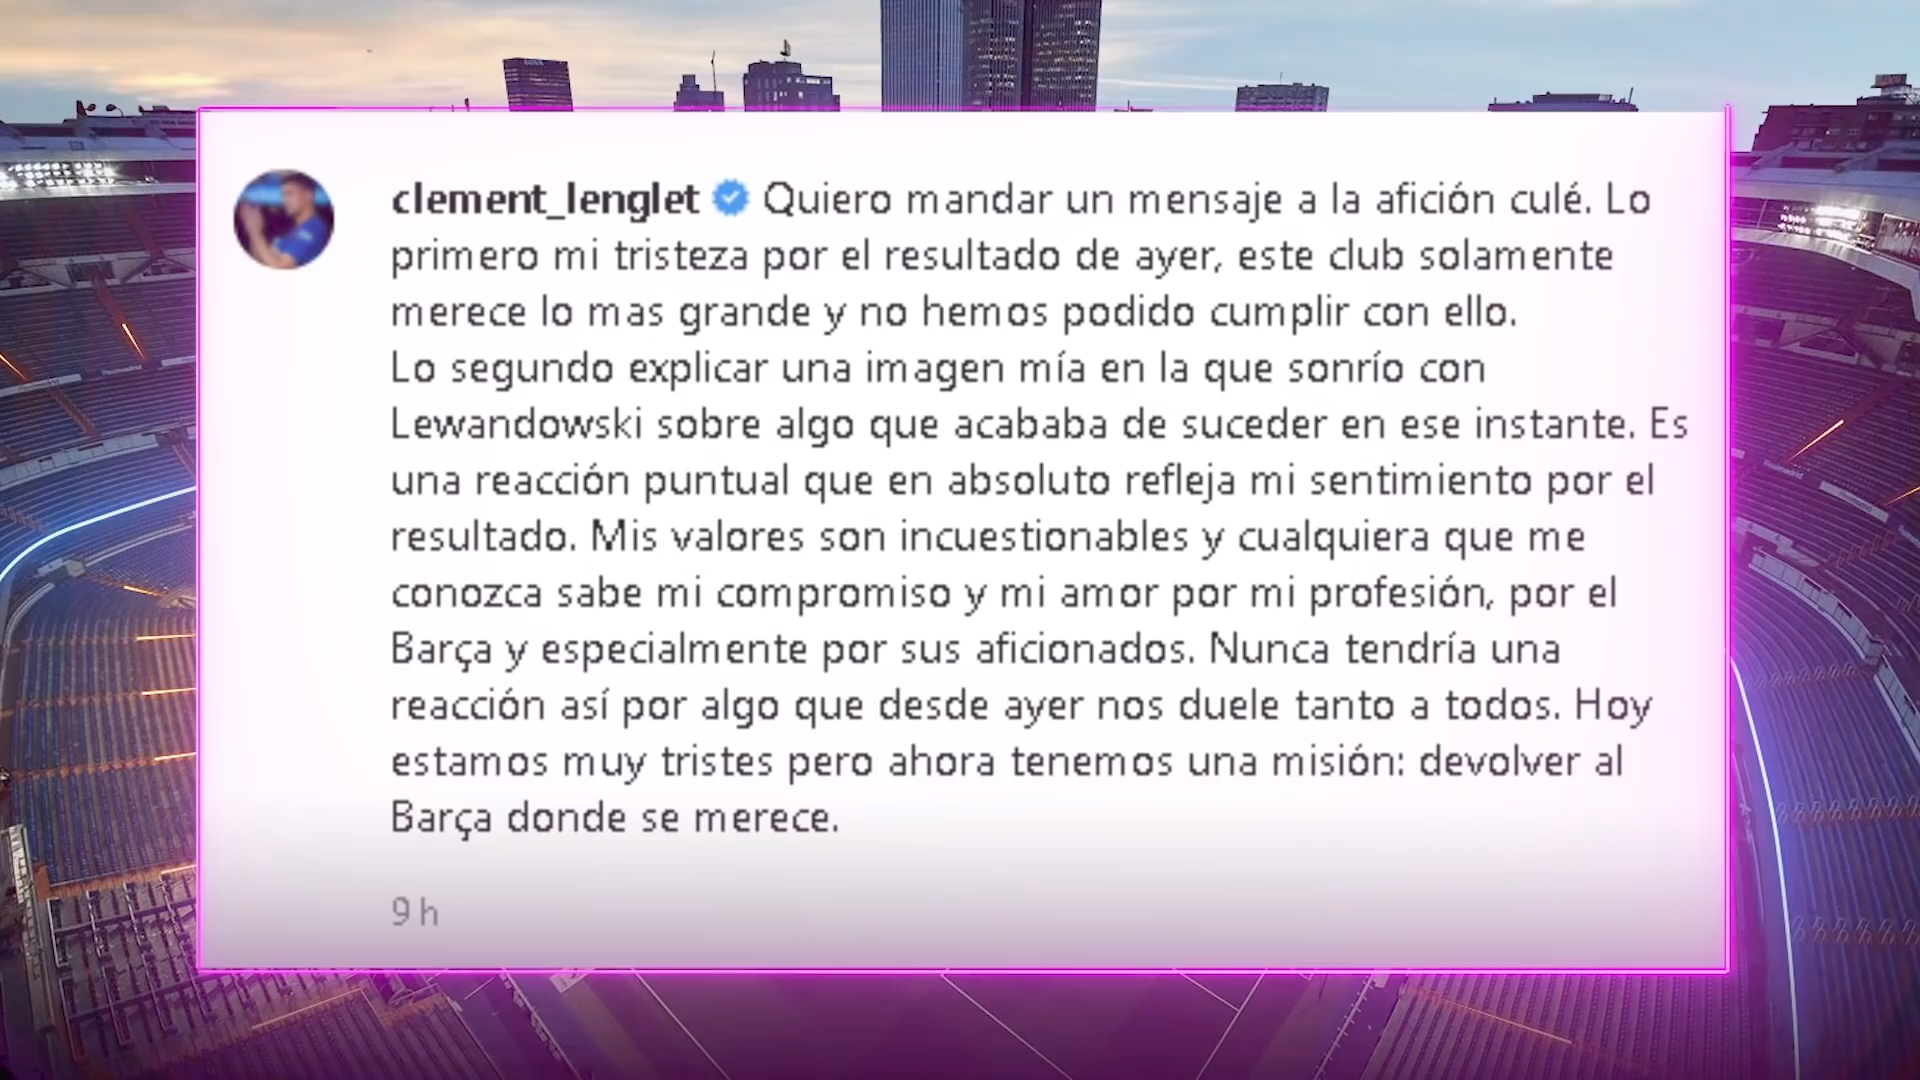 clement_lenglet Quiero mandar un mensaje a la afición culé. Lo
primero mi tristeza por el resultado de ayer, este club solamente
merece lo mas grande y no hemos podido cumplir con ello.
Lo segundo explicar una imagen mía en la que sonrío con
Lewandowski sobre algo que acababa de suceder en ese instante. Es
una reacción puntual que en absoluto refleja mi sentimiento por el
resultado. Mis valores son incuestionables y cualquiera que me
conozca sabe mi compromiso y mi amor por mi profesión, por el
Barça y especialmente por sus aficionados. Nunca tendría una
reacción así por algo que desde ayer nos duele tanto a todos. Hoy
estamos muy tristes pero ahora tenemos una misión: devolver al
Barça donde se merece.
9 h